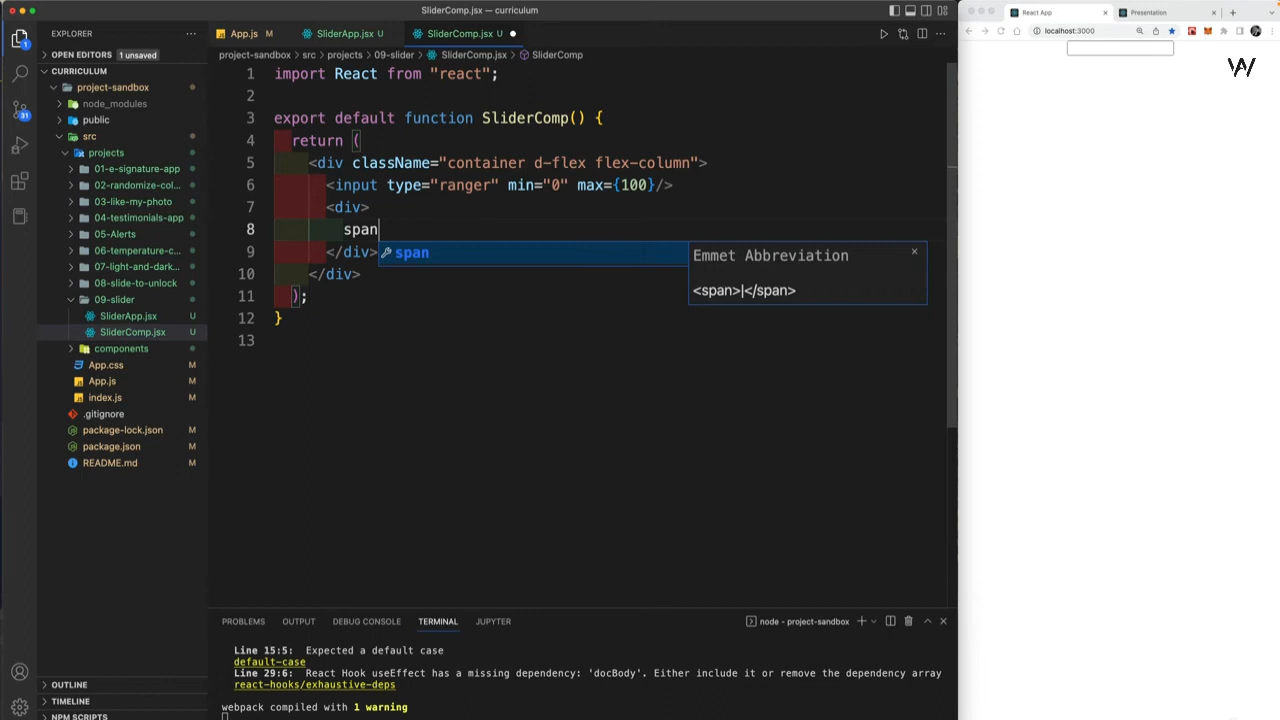 SliderComp.jsx — curriculum
EXPLORER
OPEN EDITORS 1 unsaved
CURRICULUM
project-sandbox
node_modules
public
src
projects
01-e-signature-app
02-randomize-col...
03-like-my-photo
04-testimonials-app
05-Alerts
06-temperature-c...
07-light-and-dark...
08-slide-to-unlock
09-slider
SliderApp.jsx U
SliderComp.jsx U
components
App.css M
App.js M
index.js M
.gitignore
package-lock.json M
package.json M
README.md M
OUTLINE
TIMELINE
NPM SCRIPTS
1
31
App.js M SliderApp.jsx U SliderComp.jsx U
project-sandbox > src > projects > 09-slider > SliderComp.jsx > SliderComp
1 import React from "react";
2
3 export default function SliderComp() {
4 return (
5 <div className="container d-flex flex-column">
6 <input type="ranger" min="0" max={100}/>
7 <div>
8 span
9 </div>
10 </div>
11 );
12 }
13
span
Emmet Abbreviation
<span>|</span>
PROBLEMS OUTPUT DEBUG CONSOLE TERMINAL JUPYTER
node - project-sandbox
Line 15:5: Expected a default case
default-case
Line 29:6: React Hook useEffect has a missing dependency: 'docBody'. Either include it or remove the dependency array
react-hooks/exhaustive-deps
webpack compiled with 1 warning
React App Presentation
localhost:3000
W